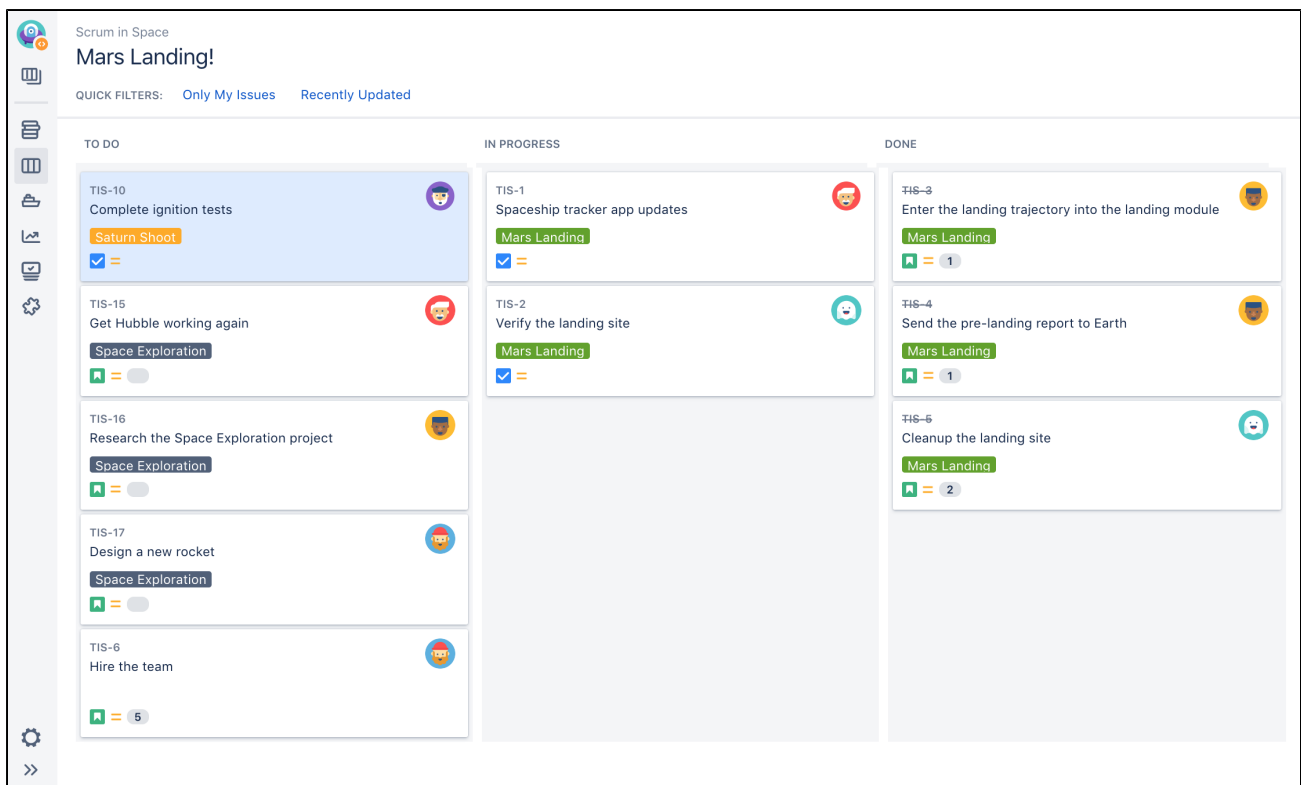 Scrum in Space
Mars Landing!
QUICK FILTERS: Only My Issues Recently Updated
TO DO
TIS-10
Complete ignition tests
Saturn Shoot
TIS-15
Get Hubble working again
Space Exploration
TIS-16
Research the Space Exploration project
Space Exploration
TIS-17
Design a new rocket
Space Exploration
TIS-6
Hire the team
5
IN PROGRESS
TIS-1
Spaceship tracker app updates
Mars Landing
TIS-2
Verify the landing site
Mars Landing
DONE
TIS-3
Enter the landing trajectory into the landing module
Mars Landing
1
TIS-4
Send the pre-landing report to Earth
Mars Landing
1
TIS-5
Cleanup the landing site
Mars Landing
2